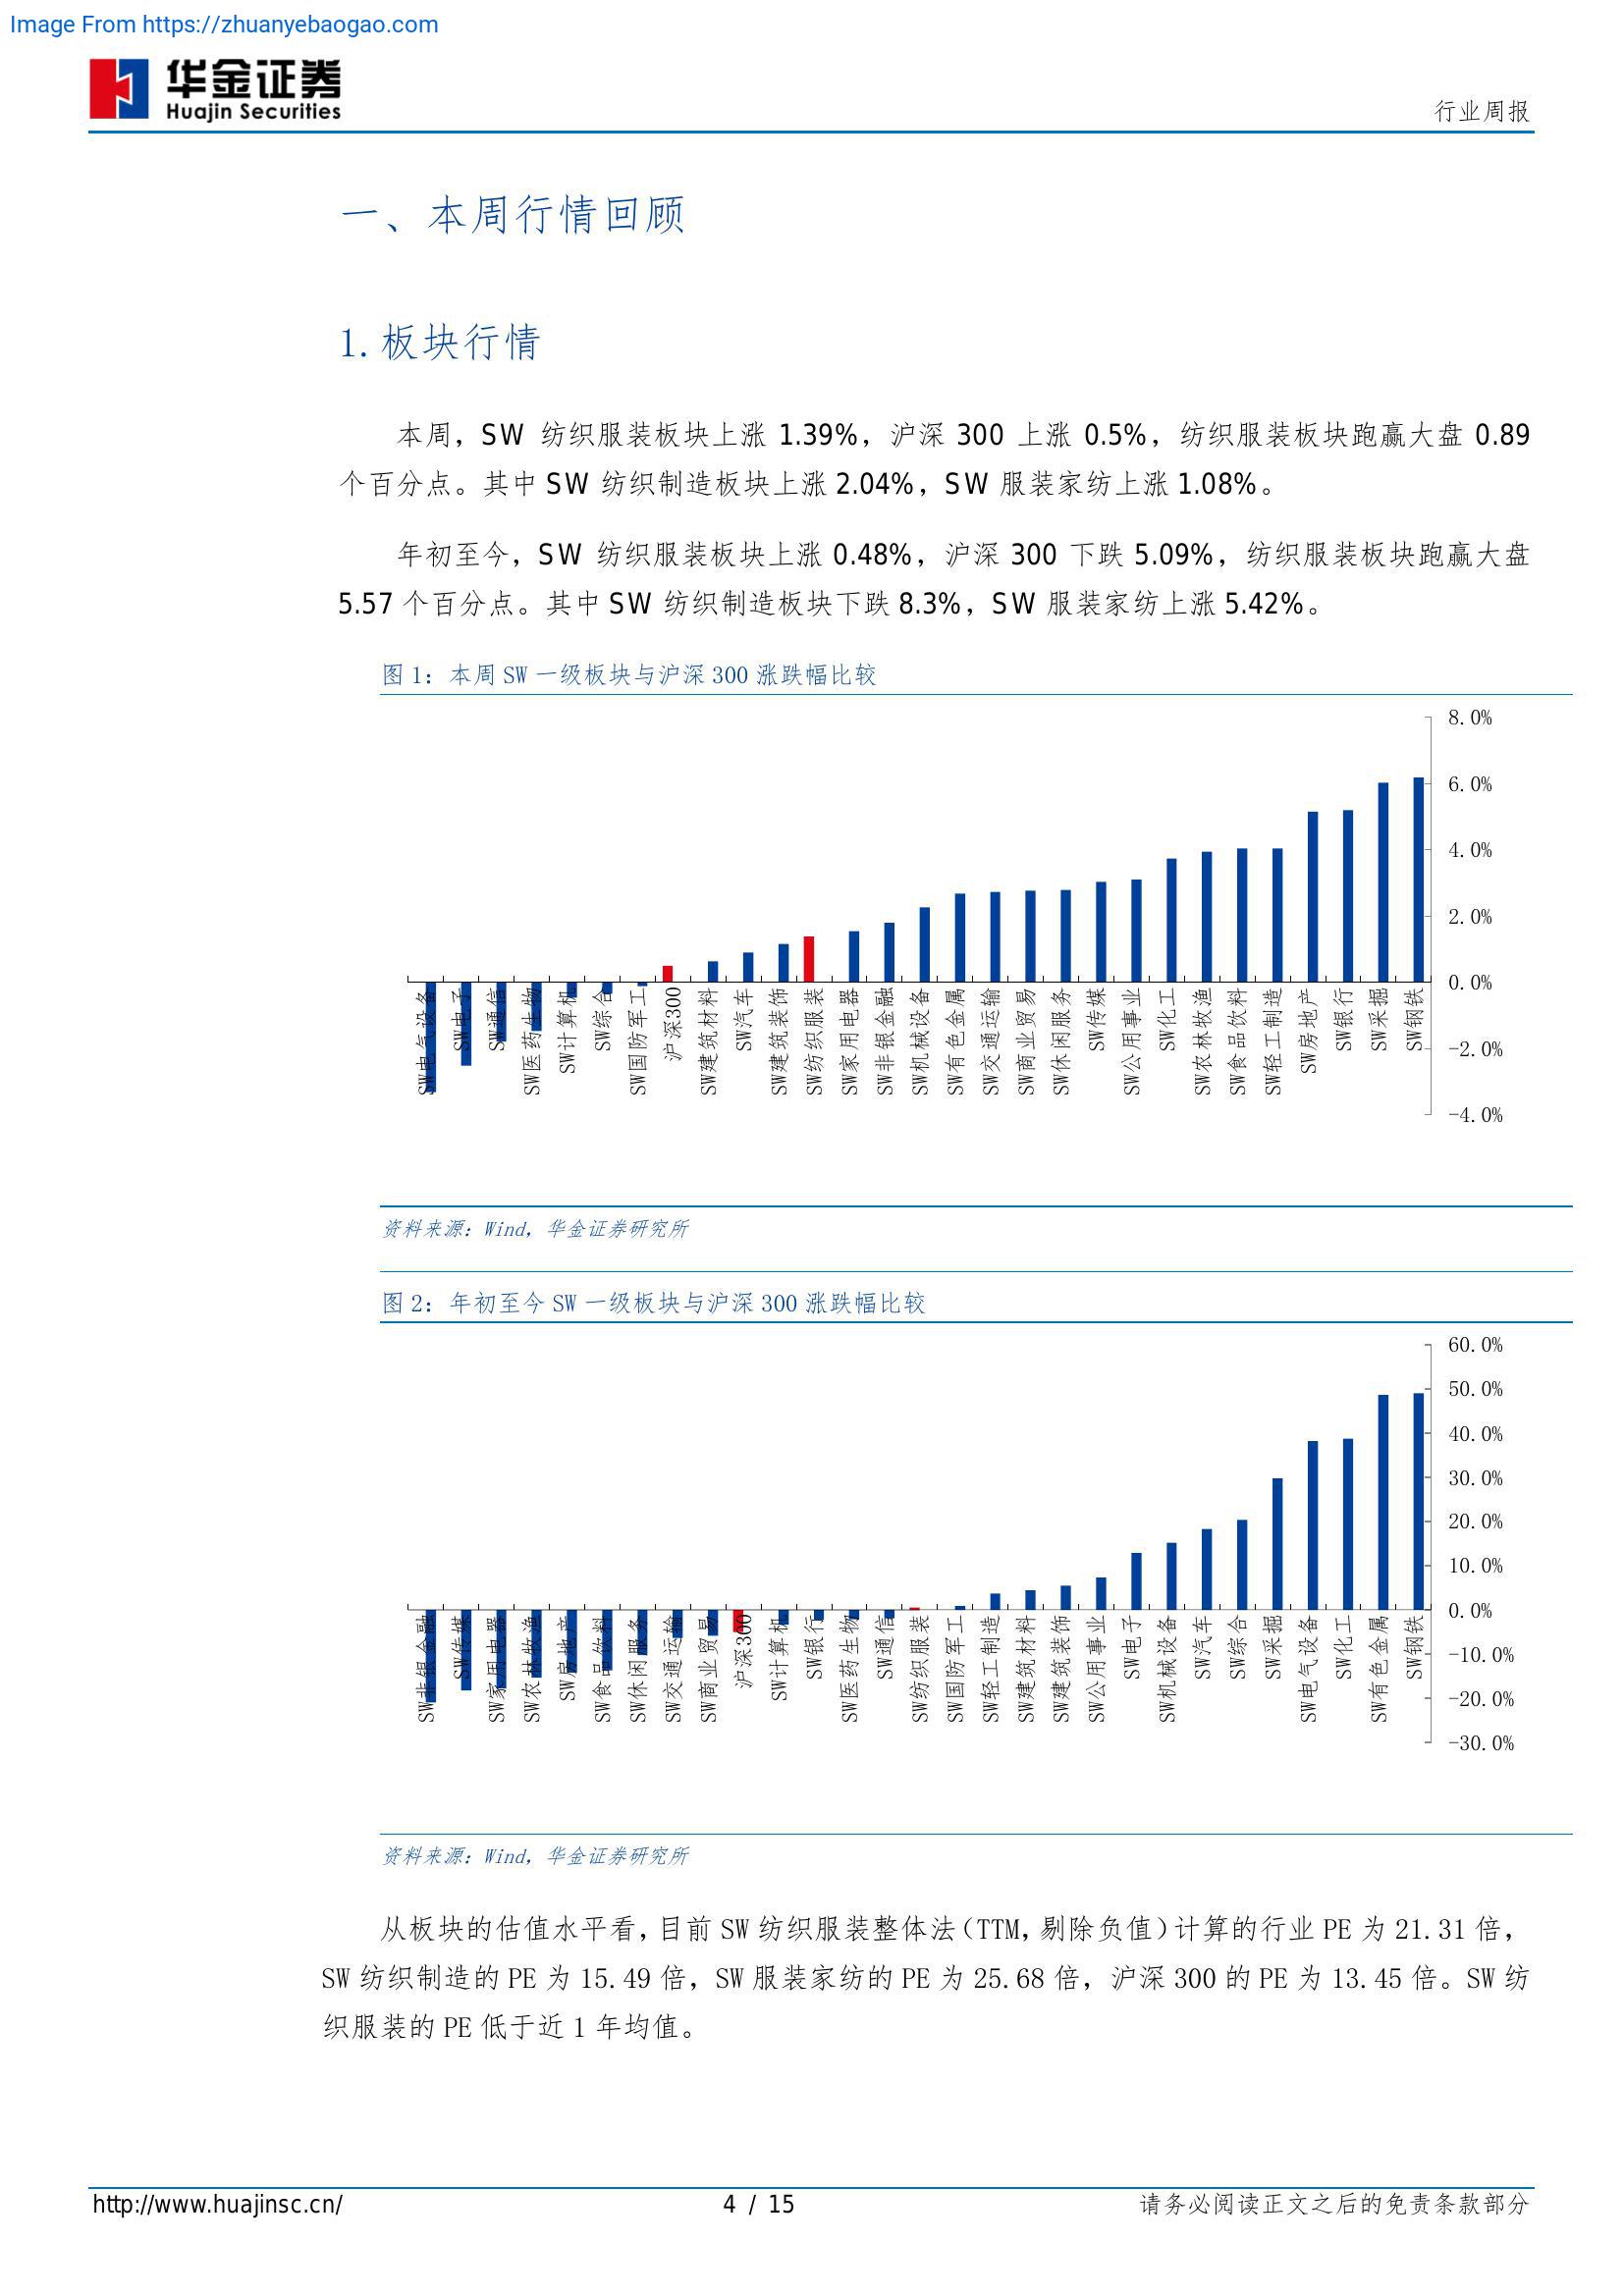 Image From https://zhuanyebaogao.com
华金证券
Huajin Securities
行业周报
一、本周行情回顾
1.板块行情
本周，SW 纺织服装板块上涨 1.39%，沪深 300 上涨 0.5%，纺织服装板块跑赢大盘 0.89
个百分点。其中 SW 纺织制造板块上涨 2.04%，SW 服装家纺上涨 1.08%。
年初至今，SW 纺织服装板块上涨 0.48%，沪深 300 下跌 5.09%，纺织服装板块跑赢大盘
5.57 个百分点。其中 SW 纺织制造板块下跌 8.3%，SW 服装家纺上涨 5.42%。
图 1：本周 SW 一级板块与沪深 300 涨跌幅比较
8.0%
6.0%
4.0%
2.0%
0.0%
-2.0%
-4.0%
SW电气设备
SW电子
SW通信
SW医药生物
SW计算机
SW综合
SW国防军工
沪深300
SW建筑材料
SW汽车
SW建筑装饰
SW纺织服装
SW家用电器
SW非银金融
SW机械设备
SW有色金属
SW交通运输
SW商业贸易
SW休闲服务
SW传媒
SW公用事业
SW化工
SW农林牧渔
SW食品饮料
SW轻工制造
SW房地产
SW银行
SW采掘
SW钢铁
资料来源：Wind，华金证券研究所
图 2：年初至今 SW 一级板块与沪深 300 涨跌幅比较
60.0%
50.0%
40.0%
30.0%
20.0%
10.0%
0.0%
-10.0%
-20.0%
-30.0%
SW非银金融
SW传媒
SW家用电器
SW农林牧渔
SW房地产
SW食品饮料
SW休闲服务
SW交通运输
SW商业贸易
沪深300
SW计算机
SW银行
SW医药生物
SW通信
SW纺织服装
SW国防军工
SW轻工制造
SW建筑材料
SW建筑装饰
SW公用事业
SW电子
SW机械设备
SW汽车
SW综合
SW采掘
SW电气设备
SW化工
SW有色金属
SW钢铁
资料来源：Wind，华金证券研究所
从板块的估值水平看，目前 SW 纺织服装整体法（TTM，剔除负值）计算的行业 PE 为 21.31 倍，
SW 纺织制造的 PE 为 15.49 倍，SW 服装家纺的 PE 为 25.68 倍，沪深 300 的 PE 为 13.45 倍。SW 纺
织服装的 PE 低于近 1 年均值。
http://www.huajinsc.cn/
4 / 15
请务必阅读正文之后的免责条款部分